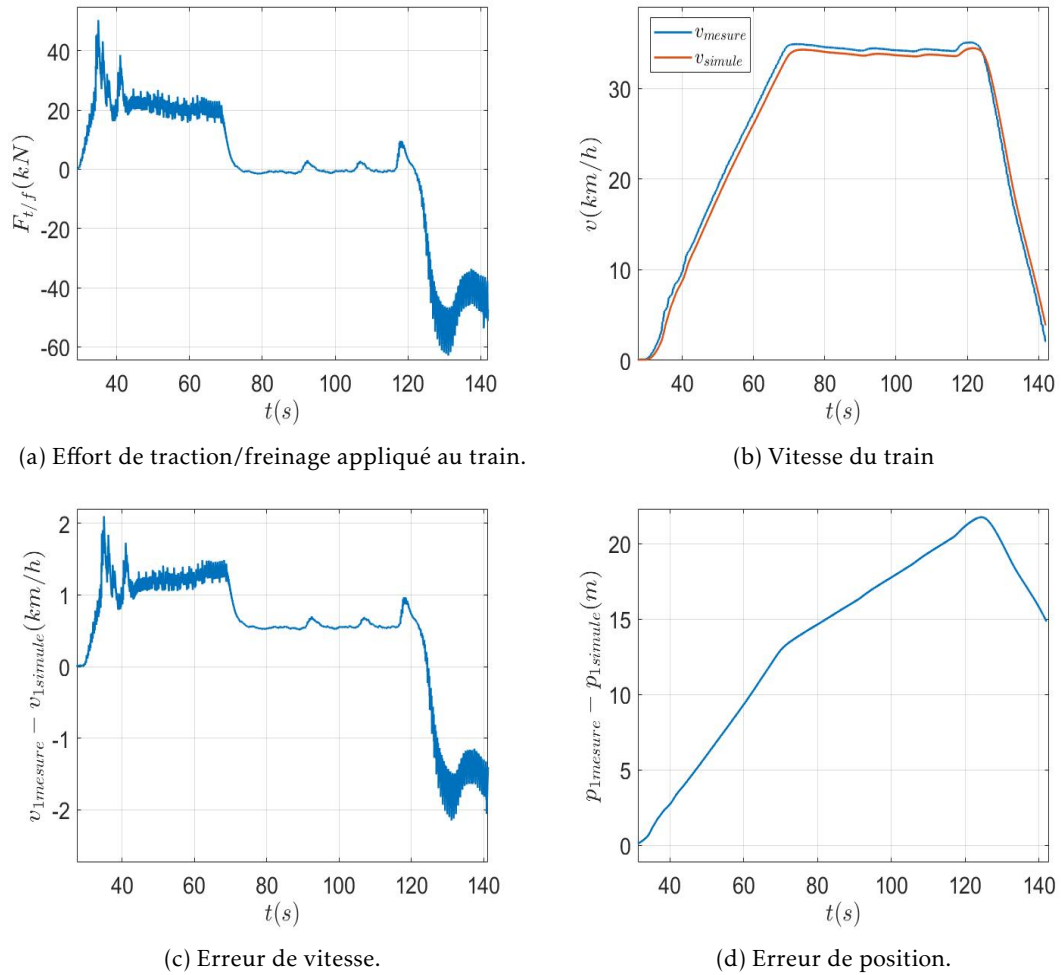 40
20
0
-20
-40
-60
F_{t/f}(kN)
40 60 80 100 120 140
t(s)
(a) Effort de traction/freinage appliqué au train.
v_{mesure}
v_{simule}
30
20
10
0
v(km/h)
40 60 80 100 120 140
t(s)
(b) Vitesse du train
2
1
0
-1
-2
v_{1mesure} − v_{1simule}(km/h)
40 60 80 100 120 140
t(s)
(c) Erreur de vitesse.
20
15
10
5
0
p_{1mesure} − p_{1simule}(m)
40 60 80 100 120 140
t(s)
(d) Erreur de position.